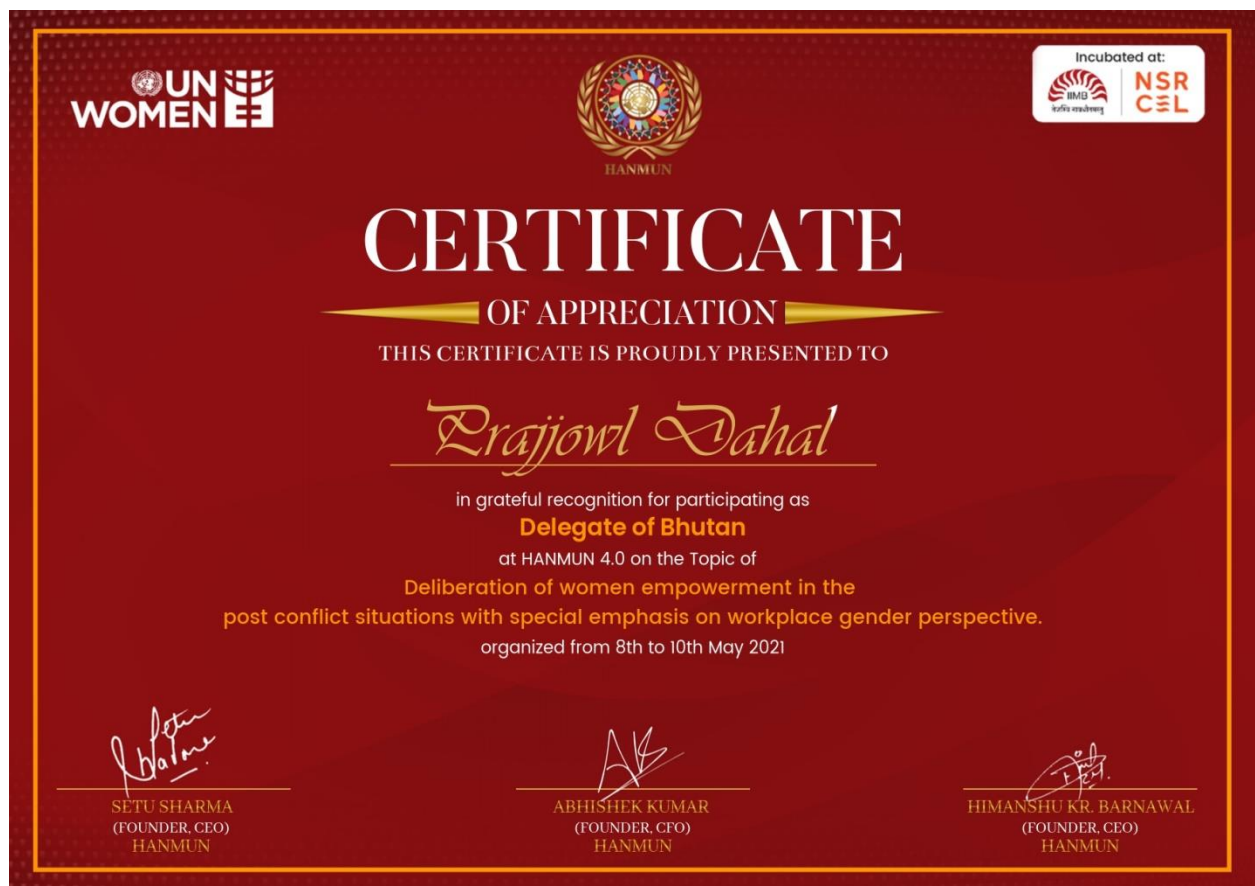 UN
WOMEN
HANMUN
Incubated at:
IIMB
NSR
CEL
CERTIFICATE
OF APPRECIATION
THIS CERTIFICATE IS PROUDLY PRESENTED TO
Prajjowl Dahal
in grateful recognition for participating as
Delegate of Bhutan
at HANMUN 4.0 on the Topic of
Deliberation of women empowerment in the
post conflict situations with special emphasis on workplace gender perspective.
organized from 8th to 10th May 2021
SETU SHARMA
(FOUNDER, CEO)
HANMUN
ABHISHEK KUMAR
(FOUNDER, CFO)
HANMUN
HIMANSHU KR. BARNAWAL
(FOUNDER, CEO)
HANMUN